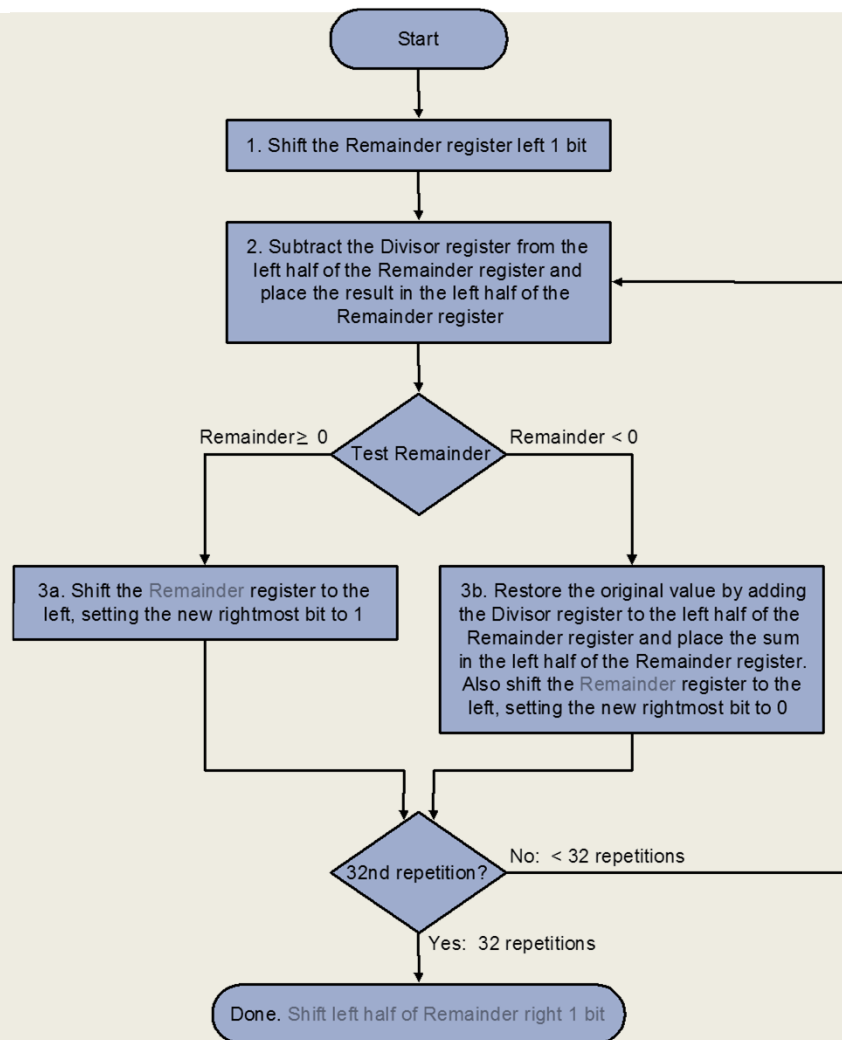 Start
1. Shift the Remainder register left 1 bit
2. Subtract the Divisor register from the
left half of the Remainder register and
place the result in the left half of the
Remainder register
Remainder≥ 0
Remainder < 0
Test Remainder
3a. Shift the Remainder register to the
left, setting the new rightmost bit to 1
3b. Restore the original value by adding
the Divisor register to the left half of the
Remainder register and place the sum
in the left half of the Remainder register.
Also shift the Remainder register to the
left, setting the new rightmost bit to 0
32nd repetition?
No: < 32 repetitions
Yes: 32 repetitions
Done. Shift left half of Remainder right 1 bit